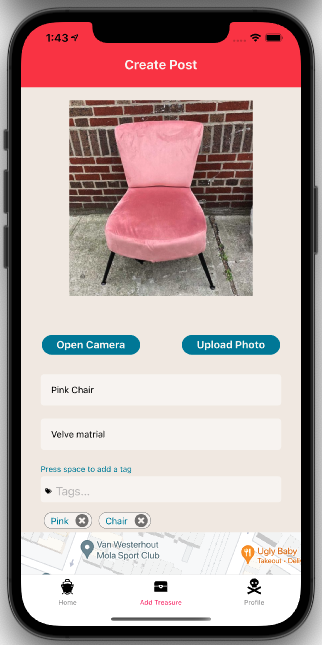 1:43
Create Post
Open Camera
Upload Photo
Pink Chair
Velve matrial
Press space to add a tag
Tags...
Pink
Chair
Van Westerhout
Mola Sport Club
Ugly Baby
Takeout • Deliv
Home
Add Treasure
Profile